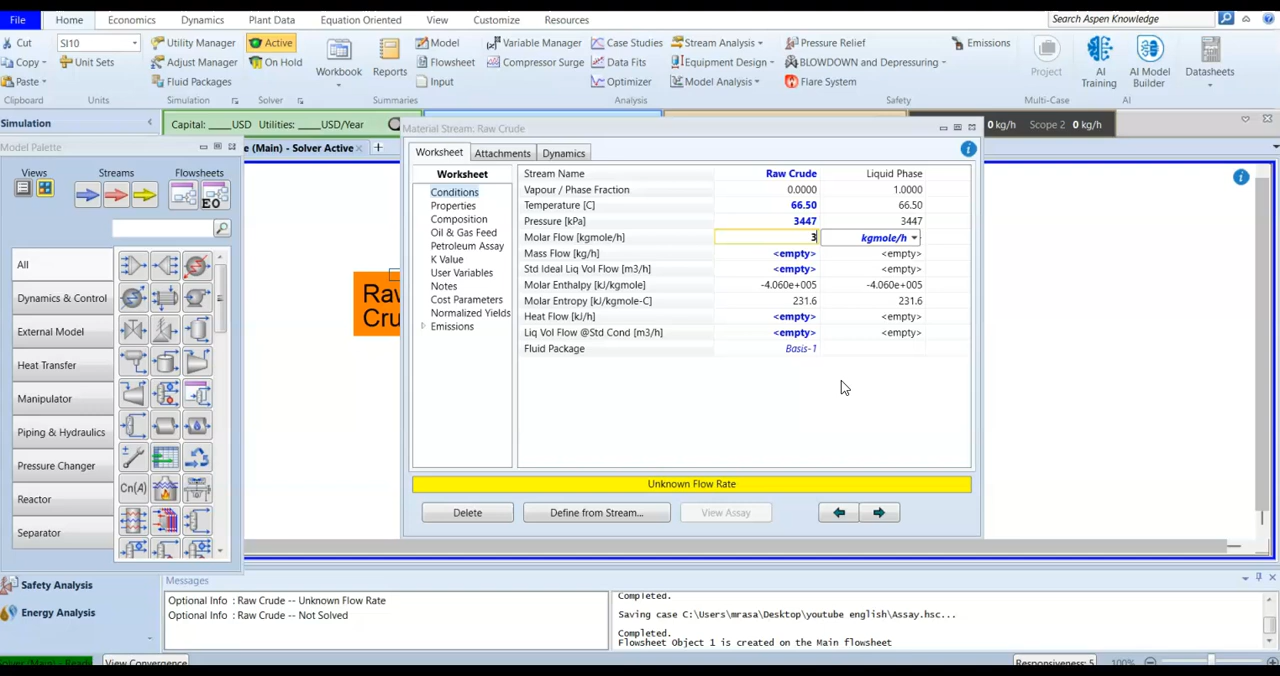 File Home Economics Dynamics Plant Data Equation Oriented View Customize Resources Search Aspen Knowledge
Cut SI10 Utility Manager Active Model Variable Manager Case Studies Stream Analysis Pressure Relief Emissions
Copy Unit Sets Adjust Manager On Hold Workbook Reports Flowsheet Compressor Surge Data Fits Equipment Design BLOWDOWN and Depressuring Project AI Training AI Model Builder Datasheets
Paste Fluid Packages Input Optimizer Model Analysis Flare System
Clipboard Units Simulation Solver Summaries Analysis Safety Multi-Case AI
Simulation Capital: ____USD Utilities: ____USD/Year 0 kg/h Scope 2 0 kg/h
Model Palette
e (Main) - Solver Active
Views Streams Flowsheets
EO
All
Dynamics & Control
External Model
Heat Transfer
Manipulator
Piping & Hydraulics
Pressure Changer
Reactor
Separator
Cn(A)
Raw
Crude
Material Stream: Raw Crude
Worksheet Attachments Dynamics
Worksheet
Conditions
Properties
Composition
Oil & Gas Feed
Petroleum Assay
K Value
User Variables
Notes
Cost Parameters
Normalized Yields
Emissions
Stream Name Raw Crude Liquid Phase
Vapour / Phase Fraction 0.0000 1.0000
Temperature [C] 66.50 66.50
Pressure [kPa] 3447 3447
Molar Flow [kgmole/h] 3 kgmole/h
Mass Flow [kg/h] <empty> <empty>
Std Ideal Liq Vol Flow [m3/h] <empty> <empty>
Molar Enthalpy [kJ/kgmole] -4.060e+005 -4.060e+005
Molar Entropy [kJ/kgmole-C] 231.6 231.6
Heat Flow [kJ/h] <empty> <empty>
Liq Vol Flow @Std Cond [m3/h] <empty> <empty>
Fluid Package Basis-1
Unknown Flow Rate
Delete Define from Stream... View Assay
Safety Analysis
Energy Analysis
Messages
Optional Info : Raw Crude -- Unknown Flow Rate
Optional Info : Raw Crude -- Not Solved
Completed.
Saving case C:\Users\mrasa\Desktop\youtube english\Assay.hsc...
Completed.
Flowsheet Object 1 is created on the Main flowsheet
View Convergence Responsiveness: 5 100%